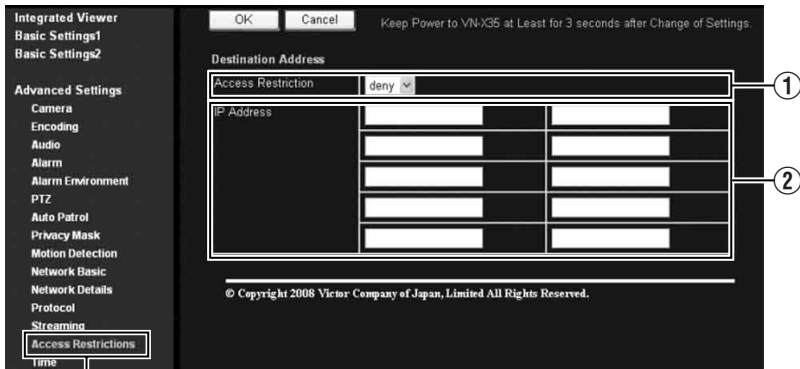 Integrated Viewer
Basic Settings1
Basic Settings2
Advanced Settings
Camera
Encoding
Audio
Alarm
Alarm Environment
PTZ
Auto Patrol
Privacy Mask
Motion Detection
Network Basic
Network Details
Protocol
Streaming
Access Restrictions
Time
OK Cancel Keep Power to VN-X35 at Least for 3 seconds after Change of Settings.
Destination Address
Access Restriction deny
IP Address
© Copyright 2008 Victor Company of Japan, Limited All Rights Reserved.
①
②